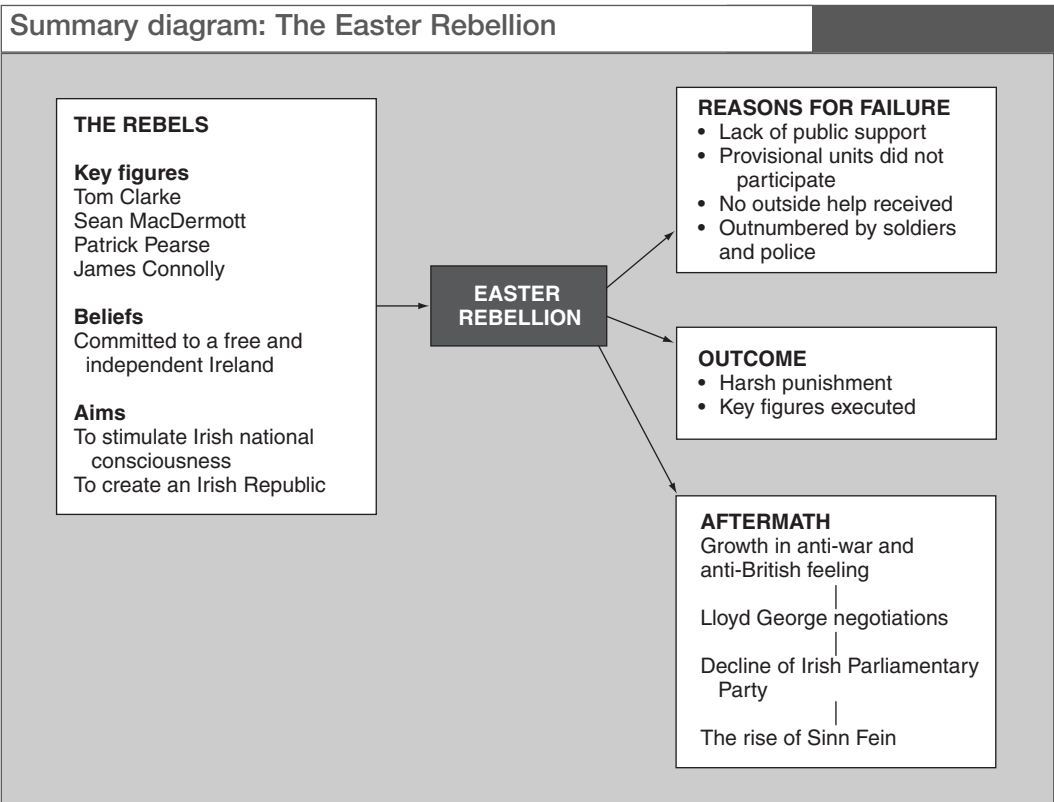 Summary diagram: The Easter Rebellion
THE REBELS
Key figures
Tom Clarke
Sean MacDermott
Patrick Pearse
James Connolly
Beliefs
Committed to a free and
independent Ireland
Aims
To stimulate Irish national
consciousness
To create an Irish Republic
EASTER
REBELLION
REASONS FOR FAILURE
• Lack of public support
• Provisional units did not
participate
• No outside help received
• Outnumbered by soldiers
and police
OUTCOME
• Harsh punishment
• Key figures executed
AFTERMATH
Growth in anti-war and
anti-British feeling
Lloyd George negotiations
Decline of Irish Parliamentary
Party
The rise of Sinn Fein